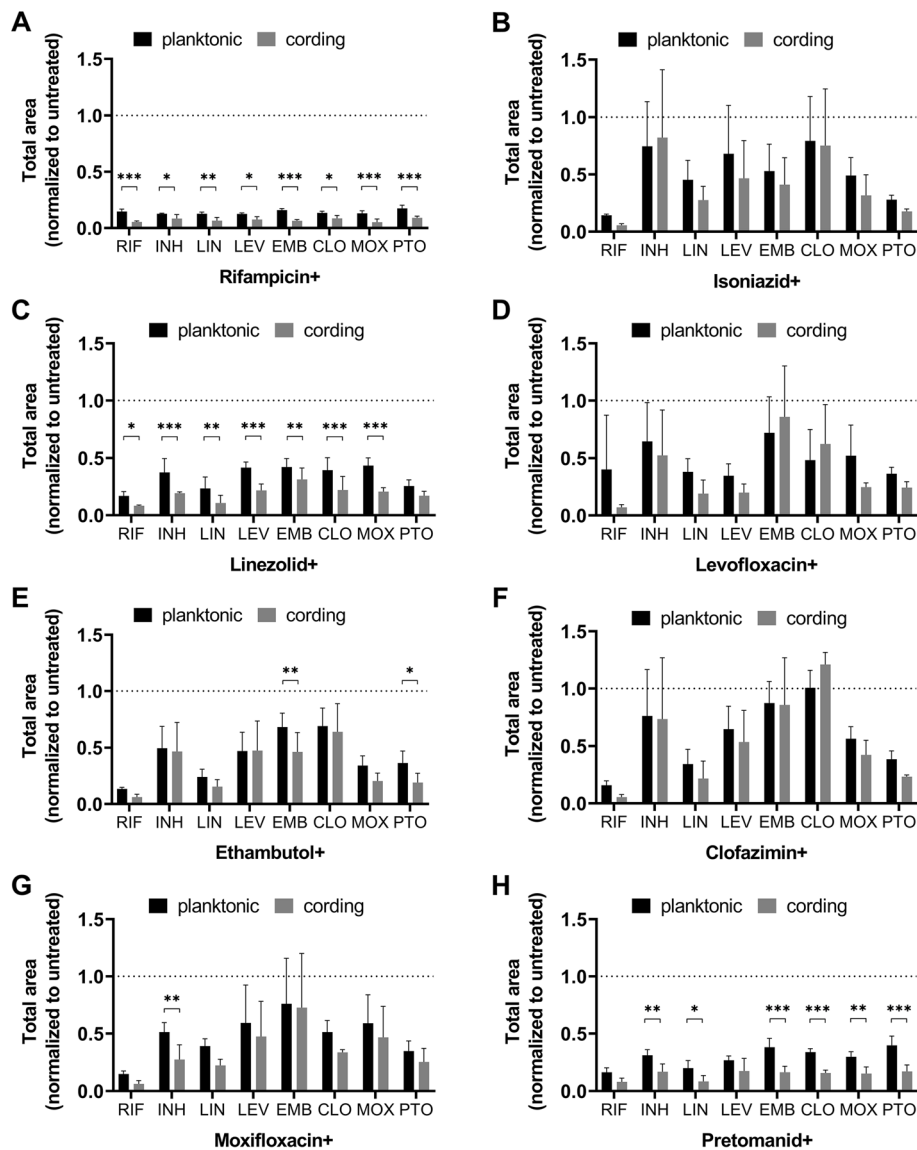 A
planktonic cording
Total area
(normalized to untreated)
1.5
1.0
0.5
0.0
*** * ** * *** * *** ***
RIF INH LIN LEV EMB CLO MOX PTO
Rifampicin+
B
planktonic cording
Total area
(normalized to untreated)
1.5
1.0
0.5
0.0
RIF INH LIN LEV EMB CLO MOX PTO
Isoniazid+
C
planktonic cording
Total area
(normalized to untreated)
1.5
1.0
0.5
0.0
* *** ** *** ** *** ***
RIF INH LIN LEV EMB CLO MOX PTO
Linezolid+
D
planktonic cording
Total area
(normalized to untreated)
1.5
1.0
0.5
0.0
RIF INH LIN LEV EMB CLO MOX PTO
Levofloxacin+
E
planktonic cording
Total area
(normalized to untreated)
1.5
1.0
0.5
0.0
** *
RIF INH LIN LEV EMB CLO MOX PTO
Ethambutol+
F
planktonic cording
Total area
(normalized to untreated)
1.5
1.0
0.5
0.0
RIF INH LIN LEV EMB CLO MOX PTO
Clofazimin+
G
planktonic cording
Total area
(normalized to untreated)
1.5
1.0
0.5
0.0
**
RIF INH LIN LEV EMB CLO MOX PTO
Moxifloxacin+
H
planktonic cording
Total area
(normalized to untreated)
1.5
1.0
0.5
0.0
** * *** *** ** ***
RIF INH LIN LEV EMB CLO MOX PTO
Pretomanid+